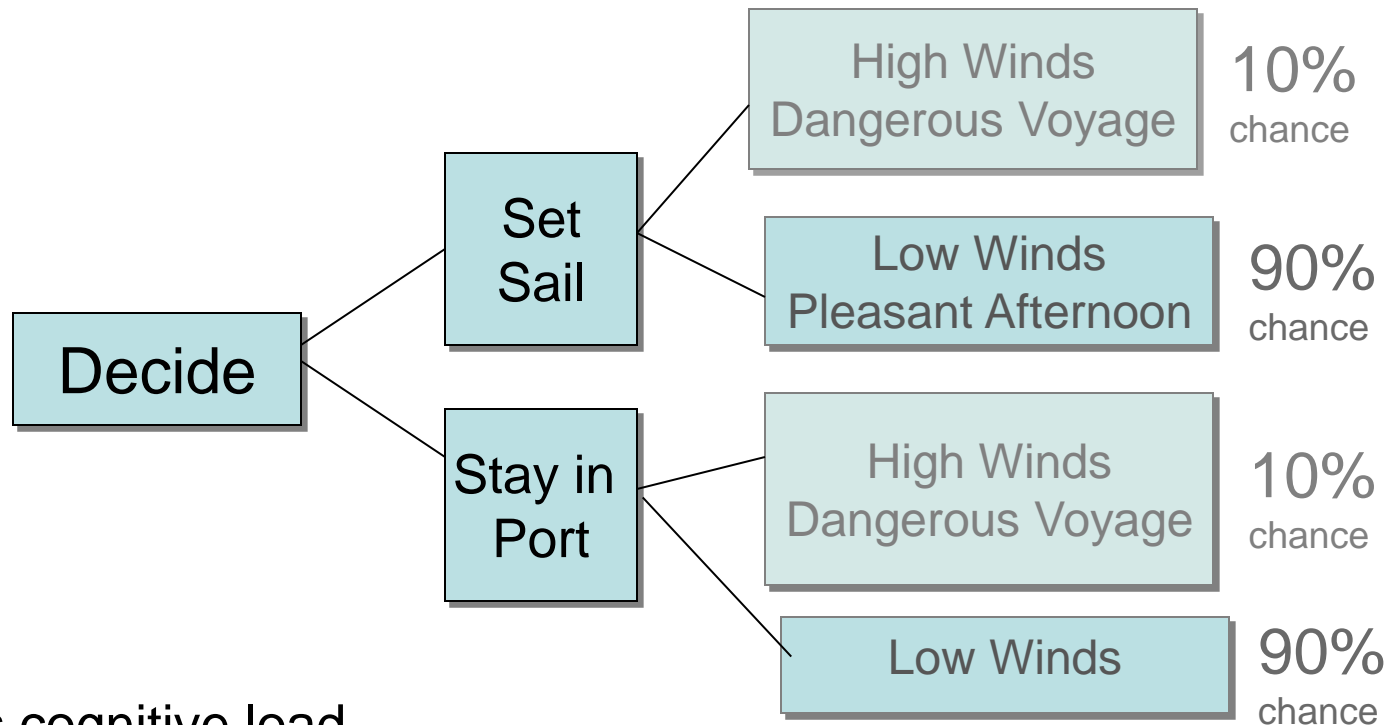 High Winds
Dangerous Voyage
10%
chance
Set
Sail
Low Winds
Pleasant Afternoon
90%
chance
Decide
Stay in
Port
High Winds
Dangerous Voyage
10%
chance
Low Winds
90%
chance
cognitive load